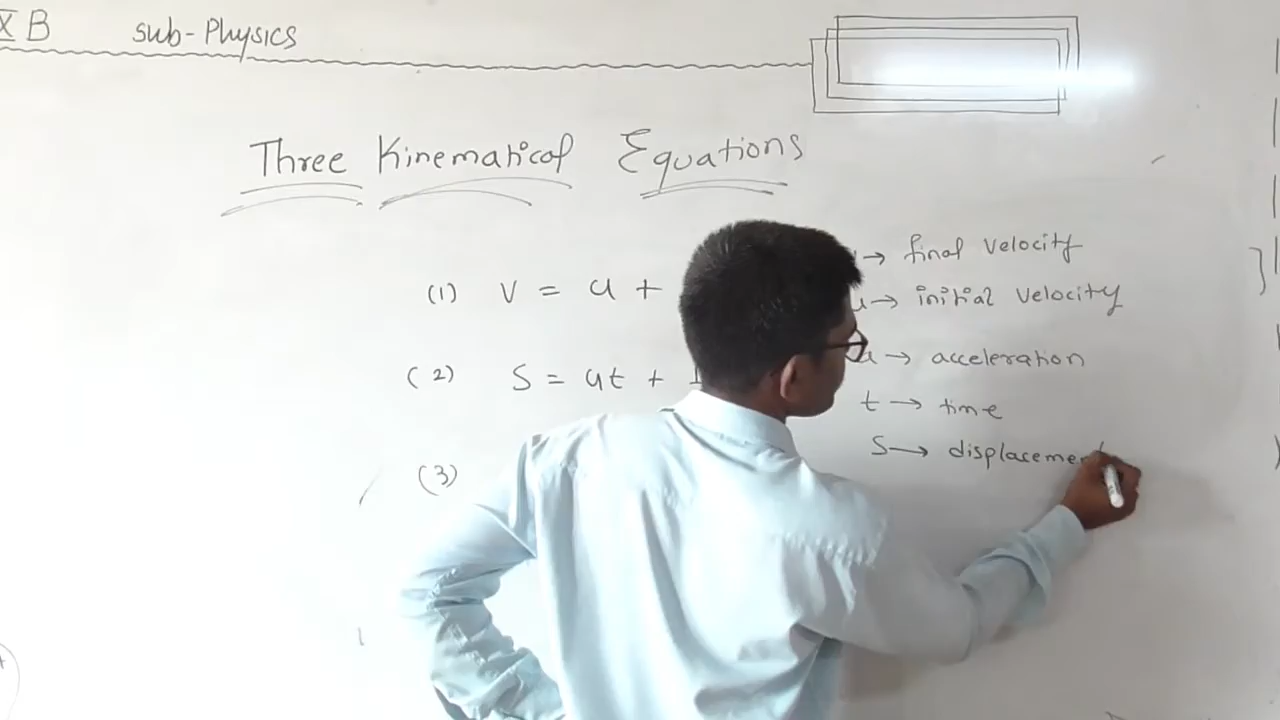 X B sub-Physics
Three Kinematical Equations
(1) V = u +
→ final velocity
u → initial velocity
(2) S = ut + 1
a → acceleration
t → time
(3)
S → displacement